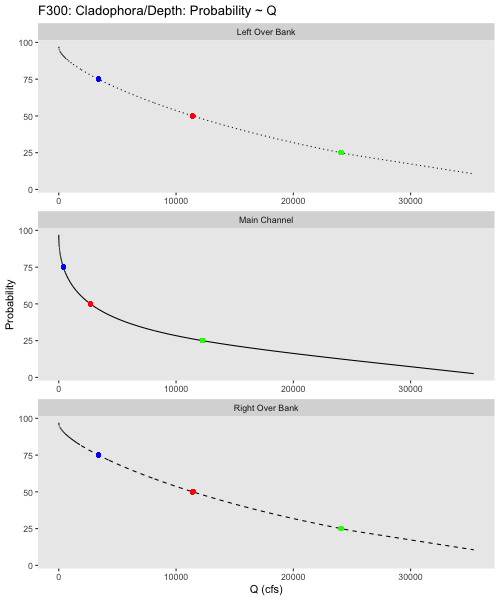 F300: Cladophora/Depth: Probability ~ Q
Left Over Bank
100
75
50
25
0
0 10000 20000 30000
Main Channel
100
75
50
25
0
0 10000 20000 30000
Right Over Bank
100
75
50
25
0
0 10000 20000 30000
Probability
Q (cfs)